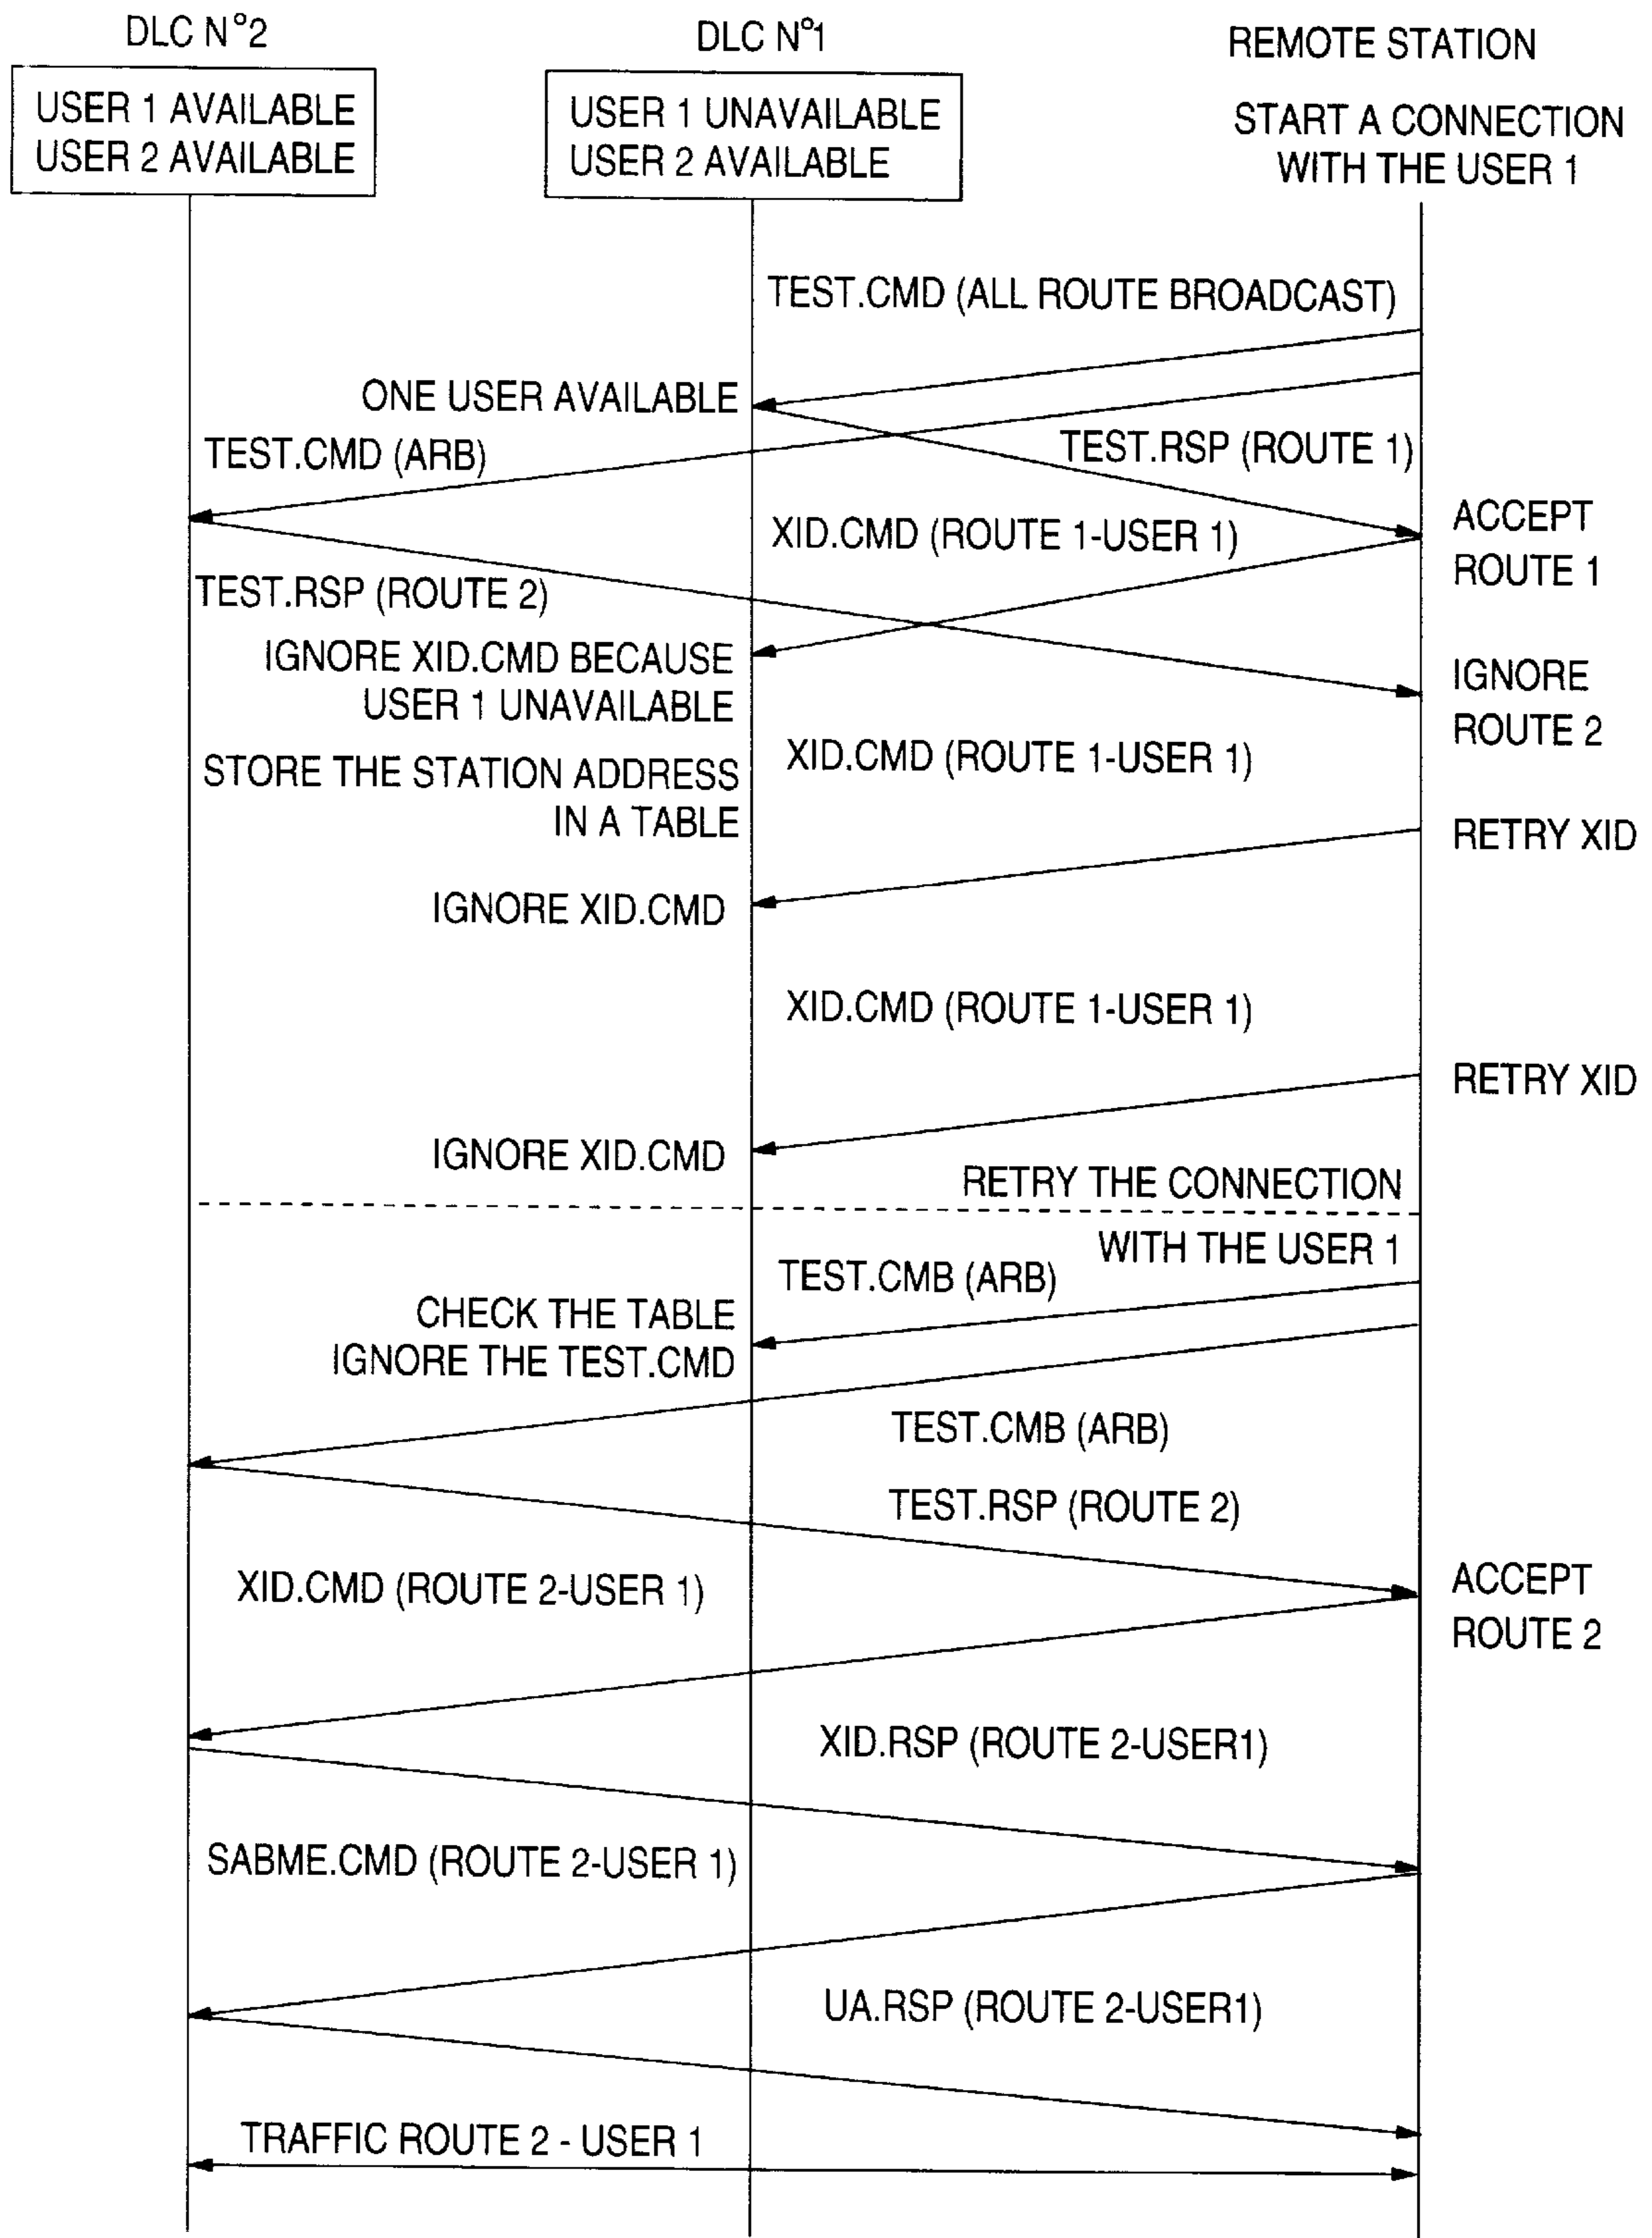 DLC N°2
DLC N°1
REMOTE STATION
USER 1 AVAILABLE
USER 2 AVAILABLE
USER 1 UNAVAILABLE
USER 2 AVAILABLE
START A CONNECTION
WITH THE USER 1
TEST.CMD (ALL ROUTE BROADCAST)
ONE USER AVAILABLE
TEST.CMD (ARB)
TEST.RSP (ROUTE 1)
ACCEPT
ROUTE 1
XID.CMD (ROUTE 1-USER 1)
TEST.RSP (ROUTE 2)
IGNORE XID.CMD BECAUSE
USER 1 UNAVAILABLE
IGNORE
ROUTE 2
STORE THE STATION ADDRESS
IN A TABLE
XID.CMD (ROUTE 1-USER 1)
RETRY XID
IGNORE XID.CMD
XID.CMD (ROUTE 1-USER 1)
RETRY XID
IGNORE XID.CMD
RETRY THE CONNECTION
WITH THE USER 1
TEST.CMB (ARB)
CHECK THE TABLE
IGNORE THE TEST.CMD
TEST.CMB (ARB)
TEST.RSP (ROUTE 2)
ACCEPT
ROUTE 2
XID.CMD (ROUTE 2-USER 1)
XID.RSP (ROUTE 2-USER1)
SABME.CMD (ROUTE 2-USER 1)
UA.RSP (ROUTE 2-USER1)
TRAFFIC ROUTE 2 - USER 1